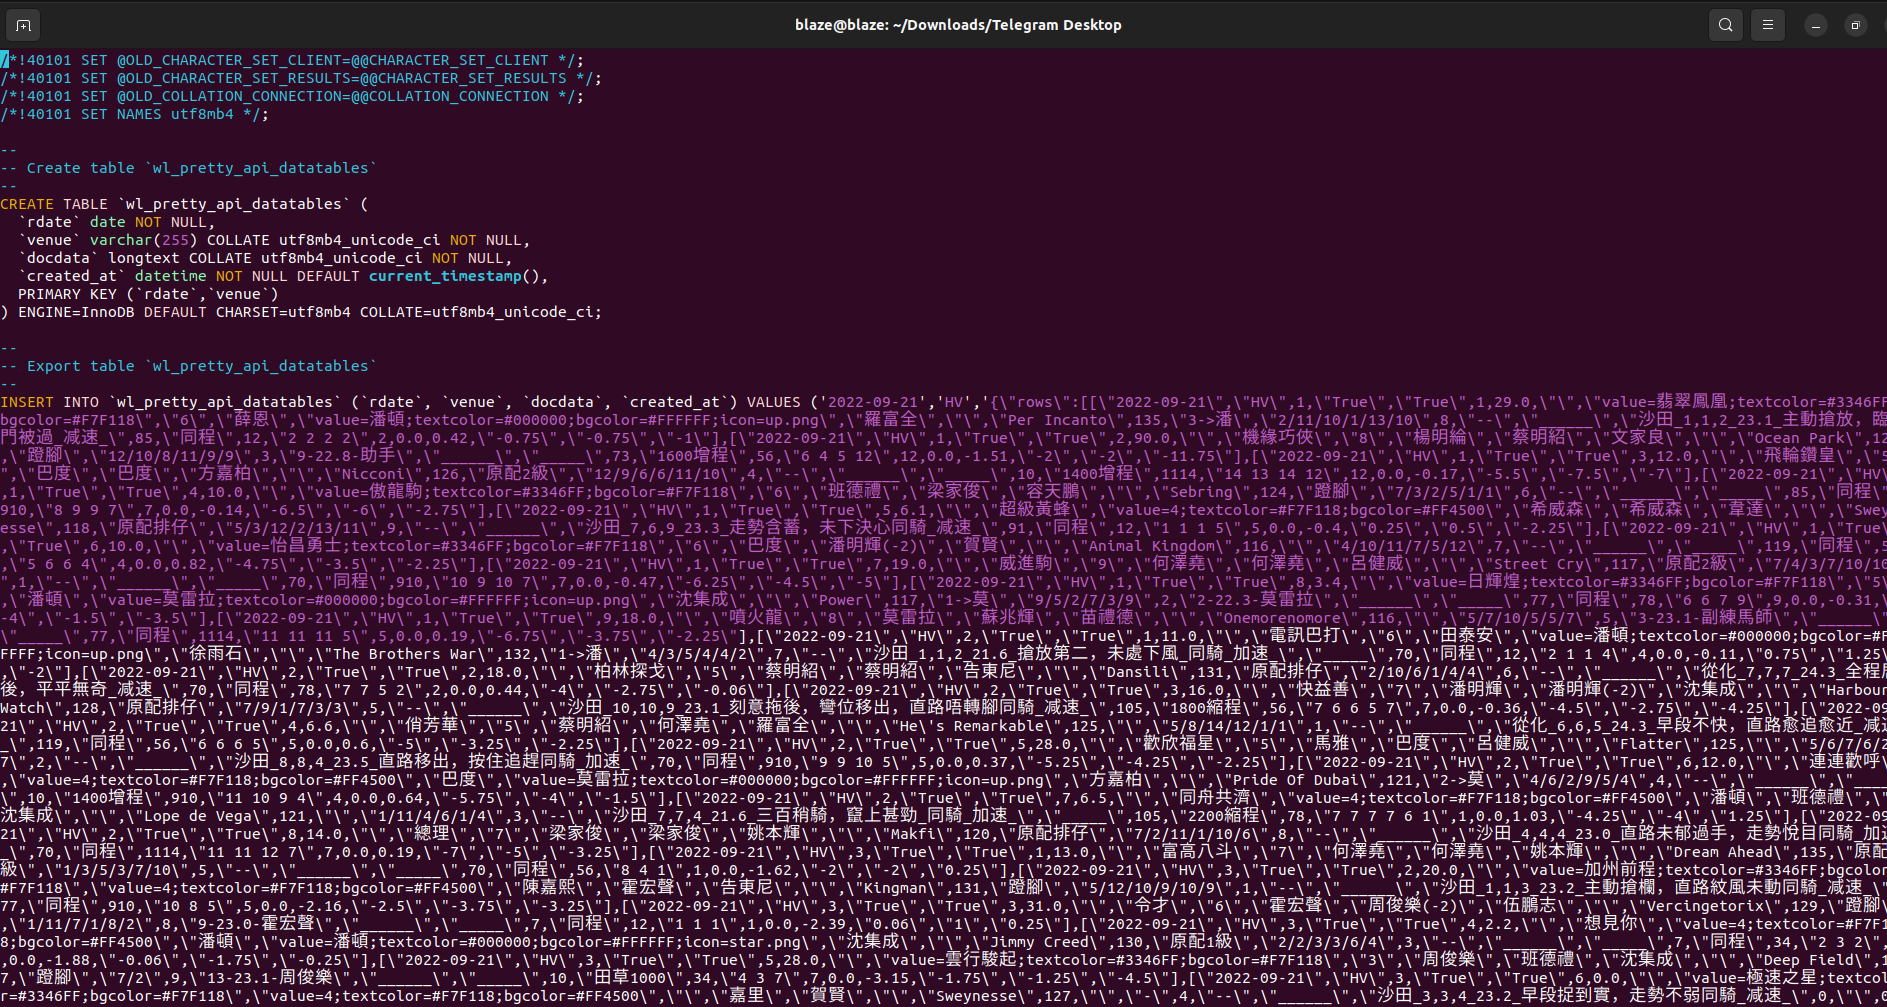 blaze@blaze: ~/Downloads/Telegram Desktop
/*!40101 SET @OLD_CHARACTER_SET_CLIENT=@@CHARACTER_SET_CLIENT */;
/*!40101 SET @OLD_CHARACTER_SET_RESULTS=@@CHARACTER_SET_RESULTS */;
/*!40101 SET @OLD_COLLATION_CONNECTION=@@COLLATION_CONNECTION */;
/*!40101 SET NAMES utf8mb4 */;
--
-- Create table `wl_pretty_api_datatables`
--
CREATE TABLE `wl_pretty_api_datatables` (
`rdate` date NOT NULL,
`venue` varchar(255) COLLATE utf8mb4_unicode_ci NOT NULL,
`docdata` longtext COLLATE utf8mb4_unicode_ci NOT NULL,
`created_at` datetime NOT NULL DEFAULT current_timestamp(),
PRIMARY KEY (`rdate`,`venue`)
) ENGINE=InnoDB DEFAULT CHARSET=utf8mb4 COLLATE=utf8mb4_unicode_ci;
--
-- Export table `wl_pretty_api_datatables`
--
INSERT INTO `wl_pretty_api_datatables` (`rdate`, `venue`, `docdata`, `created_at`) VALUES ('2022-09-21','HV','{\"rows\":[[\"2022-09-21\",\"HV\",1,\"True\",\"True\",1,29.0,\"\",\"value=翡翠鳳凰;textcolor=#3346FF;
bgcolor=#F7F118\",\"6\",\"薛恩\",\"value=潘頓;textcolor=#000000;bgcolor=#FFFFFF;icon=up.png\",\"羅富全\",\"\",\"Per Incanto\",135,\"3->潘\",\"2/11/10/1/13/10\",8,\"--\",\"______\",\"沙田_1,1,2_23.1_主動搶放，臨
門被過_减速_\",85,\"同程\",12,\"2 2 2 2\",2,0.0,0.42,\"-0.75\",\"-0.75\",\"-1\"],[\"2022-09-21\",\"HV\",1,\"True\",\"True\",2,90.0,\"\",\"機緣巧俠\",\"8\",\"楊明綸\",\"蔡明紹\",\"文家良\",\"\",\"Ocean Park\",12
,\"蹬腳\",\"12/10/8/11/9/9\",3,\"9-22.8-助手\",\"______\",\"_____\",73,\"1600增程\",56,\"6 4 5 12\",12,0.0,-1.51,\"-2\",\"-2\",\"-11.75\"],[\"2022-09-21\",\"HV\",1,\"True\",\"True\",3,12.0,\"\",\"飛輪鑽皇\",\"5
\",\"巴度\",\"巴度\",\"方嘉柏\",\"\",\"Nicconi\",126,\"原配2級\",\"12/9/6/6/11/10\",4,\"--\",\"______\",\"_____\",10,\"1400增程\",1114,\"14 13 14 12\",12,0.0,-0.17,\"-5.5\",\"-7.5\",\"-7\"],[\"2022-09-21\",\"HV\"
,1,\"True\",\"True\",4,10.0,\"\",\"value=傲龍駒;textcolor=#3346FF;bgcolor=#F7F118\",\"6\",\"班德禮\",\"梁家俊\",\"容天鵬\",\"\",\"Sebring\",124,\"蹬腳\",\"7/3/2/5/1/1\",6,\"--\",\"______\",\"_____\",85,\"同程\",
910,\"8 9 9 7\",7,0.0,-0.14,\"-6.5\",\"-6\",\"-2.75\"],[\"2022-09-21\",\"HV\",1,\"True\",\"True\",5,6.1,\"\",\"超級黃蜂\",\"value=4;textcolor=#F7F118;bgcolor=#FF4500\",\"希威森\",\"希威森\",\"韋達\",\"\",\"Swey
esse\",118,\"原配排仔\",\"5/3/12/2/13/11\",9,\"--\",\"______\",\"沙田_7,6,9_23.3_走勢含蓄，未下決心同騎_减速_\",91,\"同程\",12,\"1 1 1 5\",5,0.0,-0.4,\"0.25\",\"0.5\",\"-2.25\"],[\"2022-09-21\",\"HV\",1,\"True\"
,\"True\",6,10.0,\"\",\"value=怡昌勇士;textcolor=#3346FF;bgcolor=#F7F118\",\"6\",\"巴度\",\"潘明輝(-2)\",\"賀賢\",\"\",\"Animal Kingdom\",116,\"\",\"4/10/11/7/5/12\",7,\"--\",\"______\",\"_____\",119,\"同程\",5
,\"5 6 6 4\",4,0.0,0.82,\"-4.75\",\"-3.5\",\"-2.25\"],[\"2022-09-21\",\"HV\",1,\"True\",\"True\",7,19.0,\"\",\"威進駒\",\"9\",\"何澤堯\",\"何澤堯\",\"呂健威\",\"\",\"Street Cry\",117,\"原配2級\",\"7/4/3/7/10/10
\",1,\"--\",\"______\",\"_____\",70,\"同程\",910,\"10 9 10 7\",7,0.0,-0.47,\"-6.25\",\"-4.5\",\"-5\"],[\"2022-09-21\",\"HV\",1,\"True\",\"True\",8,3.4,\"\",\"value=日輝煌;textcolor=#3346FF;bgcolor=#F7F118\",\"5\"
,\"潘頓\",\"value=莫雷拉;textcolor=#000000;bgcolor=#FFFFFF;icon=up.png\",\"沈集成\",\"\",\"Power\",117,\"1->莫\",\"9/5/2/7/3/9\",2,\"2-22.3-莫雷拉\",\"______\",\"_____\",77,\"同程\",78,\"6 6 7 9\",9,0.0,-0.31,\"
-4\",\"-1.5\",\"-3.5\"],[\"2022-09-21\",\"HV\",1,\"True\",\"True\",9,18.0,\"\",\"噴火龍\",\"8\",\"莫雷拉\",\"蘇兆輝\",\"苗禮德\",\"\",\"Onemorenomore\",116,\"\",\"5/7/10/5/5/7\",5,\"3-23.1-副練馬師\",\"______\"
,\"_____\",77,\"同程\",1114,\"11 11 11 5\",5,0.0,0.19,\"-6.75\",\"-3.75\",\"-2.25\"],[\"2022-09-21\",\"HV\",2,\"True\",\"True\",1,11.0,\"\",\"電訊巴打\",\"6\",\"田泰安\",\"value=潘頓;textcolor=#000000;bgcolor=#FF
FFFF;icon=up.png\",\"徐雨石\",\"\",\"The Brothers War\",132,\"1->潘\",\"4/3/5/4/4/2\",7,\"--\",\"沙田_1,1,2_21.6_搶放第二，未處下風_同騎_加速_\",\"_____\",70,\"同程\",12,\"2 1 1 4\",4,0.0,-0.11,\"0.75\",\"1.25\"
,\"-2\"],[\"2022-09-21\",\"HV\",2,\"True\",\"True\",2,18.0,\"\",\"柏林探戈\",\"5\",\"蔡明紹\",\"蔡明紹\",\"告東尼\",\"\",\"Dansili\",131,\"原配排仔\",\"2/10/6/1/4/4\",6,\"--\",\"______\",\"從化_7,7,7_24.3_全程居
後，平平無奇_减速_\",70,\"同程\",78,\"7 7 5 2\",2,0.0,0.44,\"-4\",\"-2.75\",\"-0.06\"],[\"2022-09-21\",\"HV\",2,\"True\",\"True\",3,16.0,\"\",\"快益善\",\"7\",\"潘明輝\",\"潘明輝(-2)\",\"沈集成\",\"\",\"Harbour
Watch\",128,\"原配排仔\",\"7/9/1/7/3/3\",5,\"--\",\"______\",\"沙田_10,10,9_23.1_刻意拖後，彎位移出，直路唔轉腳同騎_减速_\",105,\"1800縮程\",56,\"7 6 6 5 7\",7,0.0,-0.36,\"-4.5\",\"-2.75\",\"-4.25\"],[\"2022-09-
21\",\"HV\",2,\"True\",\"True\",4,6.6,\"\",\"俏芳華\",\"5\",\"蔡明紹\",\"何澤堯\",\"羅富全\",\"\",\"He\'s Remarkable\",125,\"\",\"5/8/14/12/1/1\",1,\"--\",\"______\",\"從化_6,6,5_24.3_早段不快，直路愈追愈近_减速
_\",119,\"同程\",56,\"6 6 6 5\",5,0.0,0.6,\"-5\",\"-3.25\",\"-2.25\"],[\"2022-09-21\",\"HV\",2,\"True\",\"True\",5,28.0,\"\",\"歡欣福星\",\"5\",\"馬雅\",\"巴度\",\"呂健威\",\"\",\"Flatter\",125,\"\",\"5/6/7/6/2
7\",2,\"--\",\"______\",\"沙田_8,8,4_23.5_直路移出，按住追趕同騎_加速_\",70,\"同程\",910,\"9 9 10 5\",5,0.0,0.37,\"-5.25\",\"-4.25\",\"-2.25\"],[\"2022-09-21\",\"HV\",2,\"True\",\"True\",6,12.0,\"\",\"連連歡呼\"
,\"value=4;textcolor=#F7F118;bgcolor=#FF4500\",\"巴度\",\"value=莫雷拉;textcolor=#000000;bgcolor=#FFFFFF;icon=up.png\",\"方嘉柏\",\"\",\"Pride Of Dubai\",121,\"2->莫\",\"4/6/2/9/5/4\",4,\"--\",\"______\",\"_____\"
,10,\"1400增程\",910,\"11 10 9 4\",4,0.0,0.64,\"-5.75\",\"-4\",\"-1.5\"],[\"2022-09-21\",\"HV\",2,\"True\",\"True\",7,6.5,\"\",\"同舟共濟\",\"value=4;textcolor=#F7F118;bgcolor=#FF4500\",\"潘頓\",\"班德禮\",\"
沈集成\",\"\",\"Lope de Vega\",121,\"\",\"1/11/4/6/1/4\",3,\"--\",\"沙田_7,7,4_21.6_三百稍騎，竄上甚勁_同騎_加速_\",\"_____\",105,\"2200縮程\",78,\"7 7 7 7 6 1\",1,0.0,1.03,\"-4.25\",\"-4\",\"1.25\"],[\"2022-09-
21\",\"HV\",2,\"True\",\"True\",8,14.0,\"\",\"總理\",\"7\",\"梁家俊\",\"梁家俊\",\"姚本輝\",\"\",\"Makfi\",120,\"原配排仔\",\"7/2/11/1/10/6\",8,\"--\",\"______\",\"沙田_4,4,4_23.0_直路未郁過手，走勢悅目同騎_加速
_\",70,\"同程\",1114,\"11 11 12 7\",7,0.0,0.19,\"-7\",\"-5\",\"-3.25\"],[\"2022-09-21\",\"HV\",3,\"True\",\"True\",1,13.0,\"\",\"富高八斗\",\"7\",\"何澤堯\",\"何澤堯\",\"姚本輝\",\"\",\"Dream Ahead\",135,\"原配
級\",\"1/3/5/3/7/10\",5,\"--\",\"______\",\"_____\",70,\"同程\",56,\"8 4 1\",1,0.0,-1.62,\"-2\",\"-2\",\"0.25\"],[\"2022-09-21\",\"HV\",3,\"True\",\"True\",2,20.0,\"\",\"value=加州前程;textcolor=#3346FF;bgcolor=
#F7F118\",\"value=4;textcolor=#F7F118;bgcolor=#FF4500\",\"陳嘉熙\",\"霍宏聲\",\"告東尼\",\"\",\"Kingman\",131,\"蹬腳\",\"5/12/10/9/10/9\",1,\"--\",\"______\",\"沙田_1,1,3_23.2_主動搶欄，直路紋風未動同騎_减速_\",
77,\"同程\",910,\"10 8 5\",5,0.0,-2.16,\"-2.5\",\"-3.75\",\"-3.25\"],[\"2022-09-21\",\"HV\",3,\"True\",\"True\",3,31.0,\"\",\"令才\",\"6\",\"霍宏聲\",\"周俊樂(-2)\",\"伍鵬志\",\"\",\"Vercingetorix\",129,\"蹬腳\"
,\"1/11/7/1/8/2\",8,\"9-23.0-霍宏聲\",\"______\",\"_____\",7,\"同程\",12,\"1 1 1\",1,0.0,-2.39,\"0.06\",\"1\",\"0.25\"],[\"2022-09-21\",\"HV\",3,\"True\",\"True\",4,2.2,\"\",\"想見你\",\"value=4;textcolor=#F7F11
8;bgcolor=#FF4500\",\"潘頓\",\"value=潘頓;textcolor=#000000;bgcolor=#FFFFFF;icon=star.png\",\"沈集成\",\"\",\"Jimmy Creed\",130,\"原配1級\",\"2/2/3/3/6/4\",3,\"--\",\"______\",\"_____\",7,\"同程\",34,\"2 3 2\",
,0.0,-1.88,\"-0.06\",\"-1.75\",\"-0.25\"],[\"2022-09-21\",\"HV\",3,\"True\",\"True\",5,28.0,\"\",\"value=雲行駿起;textcolor=#3346FF;bgcolor=#F7F118\",\"3\",\"周俊樂\",\"班德禮\",\"沈集成\",\"\",\"Deep Field\",1
7,\"蹬腳\",\"7/2\",9,\"13-23.1-周俊樂\",\"______\",\"_____\",10,\"田草1000\",34,\"4 3 7\",7,0.0,-3.15,\"-1.75\",\"-1.25\",\"-4.5\"],[\"2022-09-21\",\"HV\",3,\"True\",\"True\",6,0.0,\"\",\"value=極速之星;textcol
r=#3346FF;bgcolor=#F7F118\",\"value=4;textcolor=#F7F118;bgcolor=#FF4500\",\"\",\"嘉里\",\"賀賢\",\"\",\"Sweynesse\",127,\"-\",\"-\",4,\"--\",\"______\",\"沙田_3,3,4_23.2_早段捉到實，走勢不弱同騎_减速_\",0,\"\",6